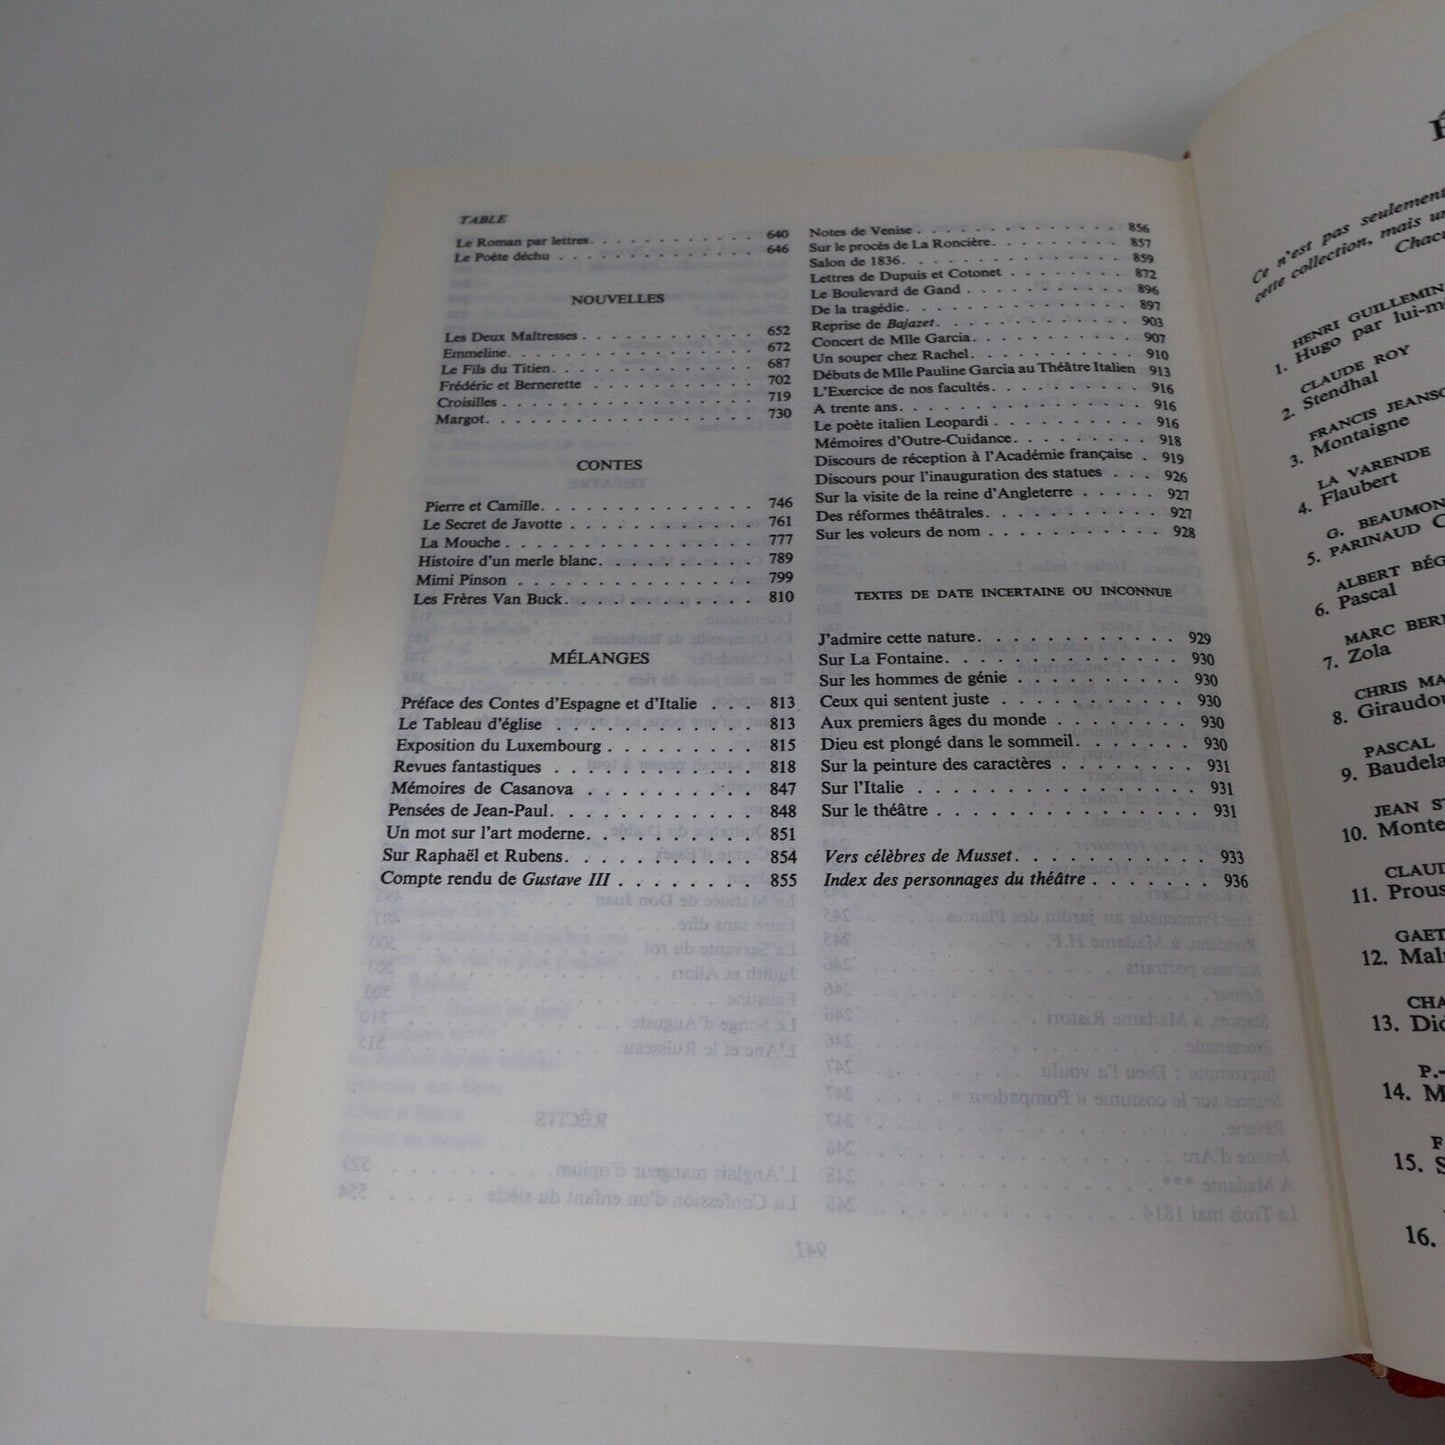 TABLE
Le Roman par lettres. . . . . . . . . . . . 640
Le Poète déchu . . . . . . . . . . . . . 646
NOUVELLES
Les Deux Maîtresses . . . . . . . . . . . . 652
Emmeline. . . . . . . . . . . . . . . . 672
Le Fils du Titien. . . . . . . . . . . . . . 687
Frédéric et Bernerette . . . . . . . . . . . 702
Croisilles . . . . . . . . . . . . . . . . 719
Margot. . . . . . . . . . . . . . . . . 730
CONTES
Pierre et Camille. . . . . . . . . . . . . . 746
Le Secret de Javotte . . . . . . . . . . . . 761
La Mouche . . . . . . . . . . . . . . . 777
Histoire d'un merle blanc. . . . . . . . . . 789
Mimi Pinson . . . . . . . . . . . . . . 799
Les Frères Van Buck. . . . . . . . . . . . 810
MÉLANGES
Préface des Contes d'Espagne et d'Italie . . . 813
Le Tableau d'église . . . . . . . . . . . . 813
Exposition du Luxembourg . . . . . . . . . 815
Revues fantastiques . . . . . . . . . . . . 818
Mémoires de Casanova . . . . . . . . . . 847
Pensées de Jean-Paul. . . . . . . . . . . . 848
Un mot sur l'art moderne. . . . . . . . . . 851
Sur Raphaël et Rubens. . . . . . . . . . . 854
Compte rendu de Gustave III . . . . . . . . 855
Notes de Venise . . . . . . . . . . . . . . 856
Sur le procès de La Roncière. . . . . . . . . 857
Salon de 1836. . . . . . . . . . . . . . . 859
Lettres de Dupuis et Cotonet . . . . . . . . 872
Le Boulevard de Gand . . . . . . . . . . . 896
De la tragédie. . . . . . . . . . . . . . . 897
Reprise de Bajazet. . . . . . . . . . . . . 903
Concert de Mlle Garcia. . . . . . . . . . . 907
Un souper chez Rachel. . . . . . . . . . . 910
Débuts de Mlle Pauline Garcia au Théâtre Italien 913
L'Exercice de nos facultés. . . . . . . . . . 916
A trente ans. . . . . . . . . . . . . . . . 916
Le poète italien Leopardi . . . . . . . . . . 916
Mémoires d'Outre-Cuidance. . . . . . . . . 918
Discours de réception à l'Académie française . 919
Discours pour l'inauguration des statues . . . 926
Sur la visite de la reine d'Angleterre . . . . . 927
Des réformes théâtrales. . . . . . . . . . . 927
Sur les voleurs de nom . . . . . . . . . . . 928
TEXTES DE DATE INCERTAINE OU INCONNUE
J'admire cette nature. . . . . . . . . . . . 929
Sur La Fontaine. . . . . . . . . . . . . . 930
Sur les hommes de génie . . . . . . . . . . 930
Ceux qui sentent juste . . . . . . . . . . . 930
Aux premiers âges du monde . . . . . . . . 930
Dieu est plongé dans le sommeil. . . . . . . 930
Sur la peinture des caractères . . . . . . . . 931
Sur l'Italie . . . . . . . . . . . . . . . . 931
Sur le théâtre . . . . . . . . . . . . . . . 931
Vers célèbres de Musset. . . . . . . . . . . 933
Index des personnages du théâtre . . . . . . . 936
Ce n'est pas seulement
cette collection, mais
HENRI GUILLEMIN
1. Hugo par
CLAUDE ROY
2. Stendhal
FRANCIS
3. Montaigne
LA VARENDE
4. Flaubert
G.
5. PARINAUD
ALBERT
6. Pascal
MARC
7. Zola
CHRIS
8.
PASCAL
9.
JEAN
10.
11.
12.
13.
14.
15.
16.